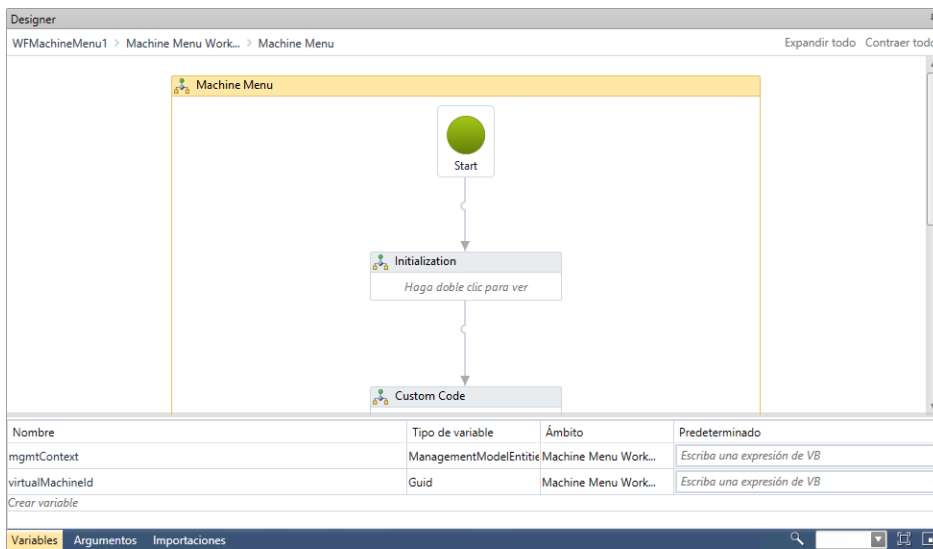 Designer
WFMachineMenu1 > Machine Menu Work... > Machine Menu
Expandir todo Contraer todo
Machine Menu
Start
Initialization
Haga doble clic para ver
Custom Code
Nombre Tipo de variable Ámbito Predeterminado
mgmtContext ManagementModelEntitie Machine Menu Work... Escriba una expresión de VB
virtualMachineId Guid Machine Menu Work... Escriba una expresión de VB
Crear variable
Variables Argumentos Importaciones